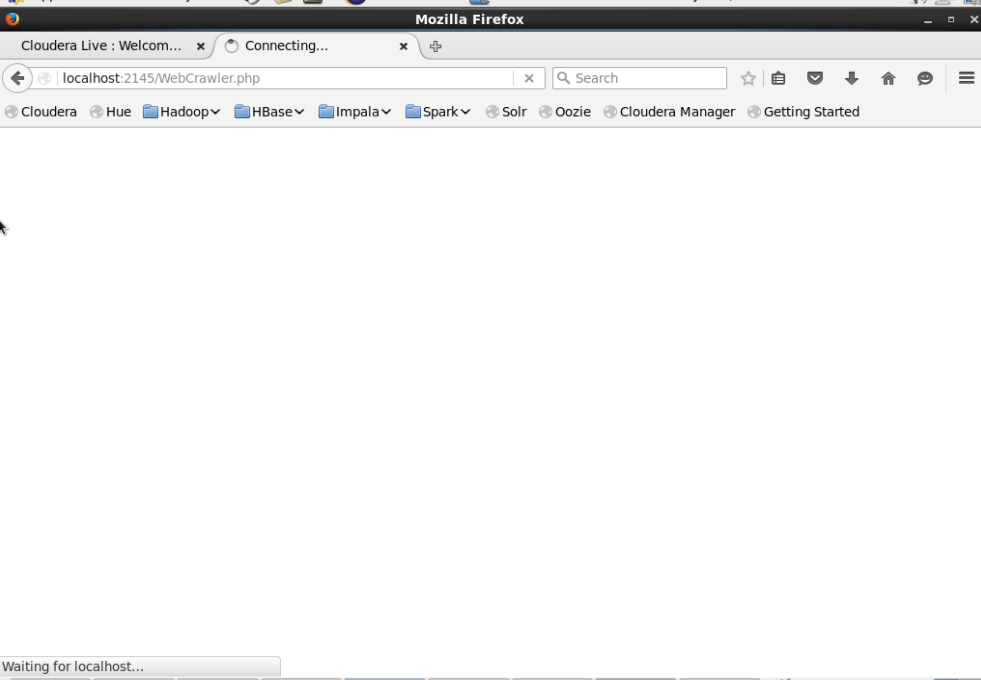 Mozilla Firefox
Cloudera Live : Welcom... Connecting...
localhost:2145/WebCrawler.php Search
Cloudera Hue Hadoop HBase Impala Spark Solr Oozie Cloudera Manager Getting Started
Waiting for localhost...